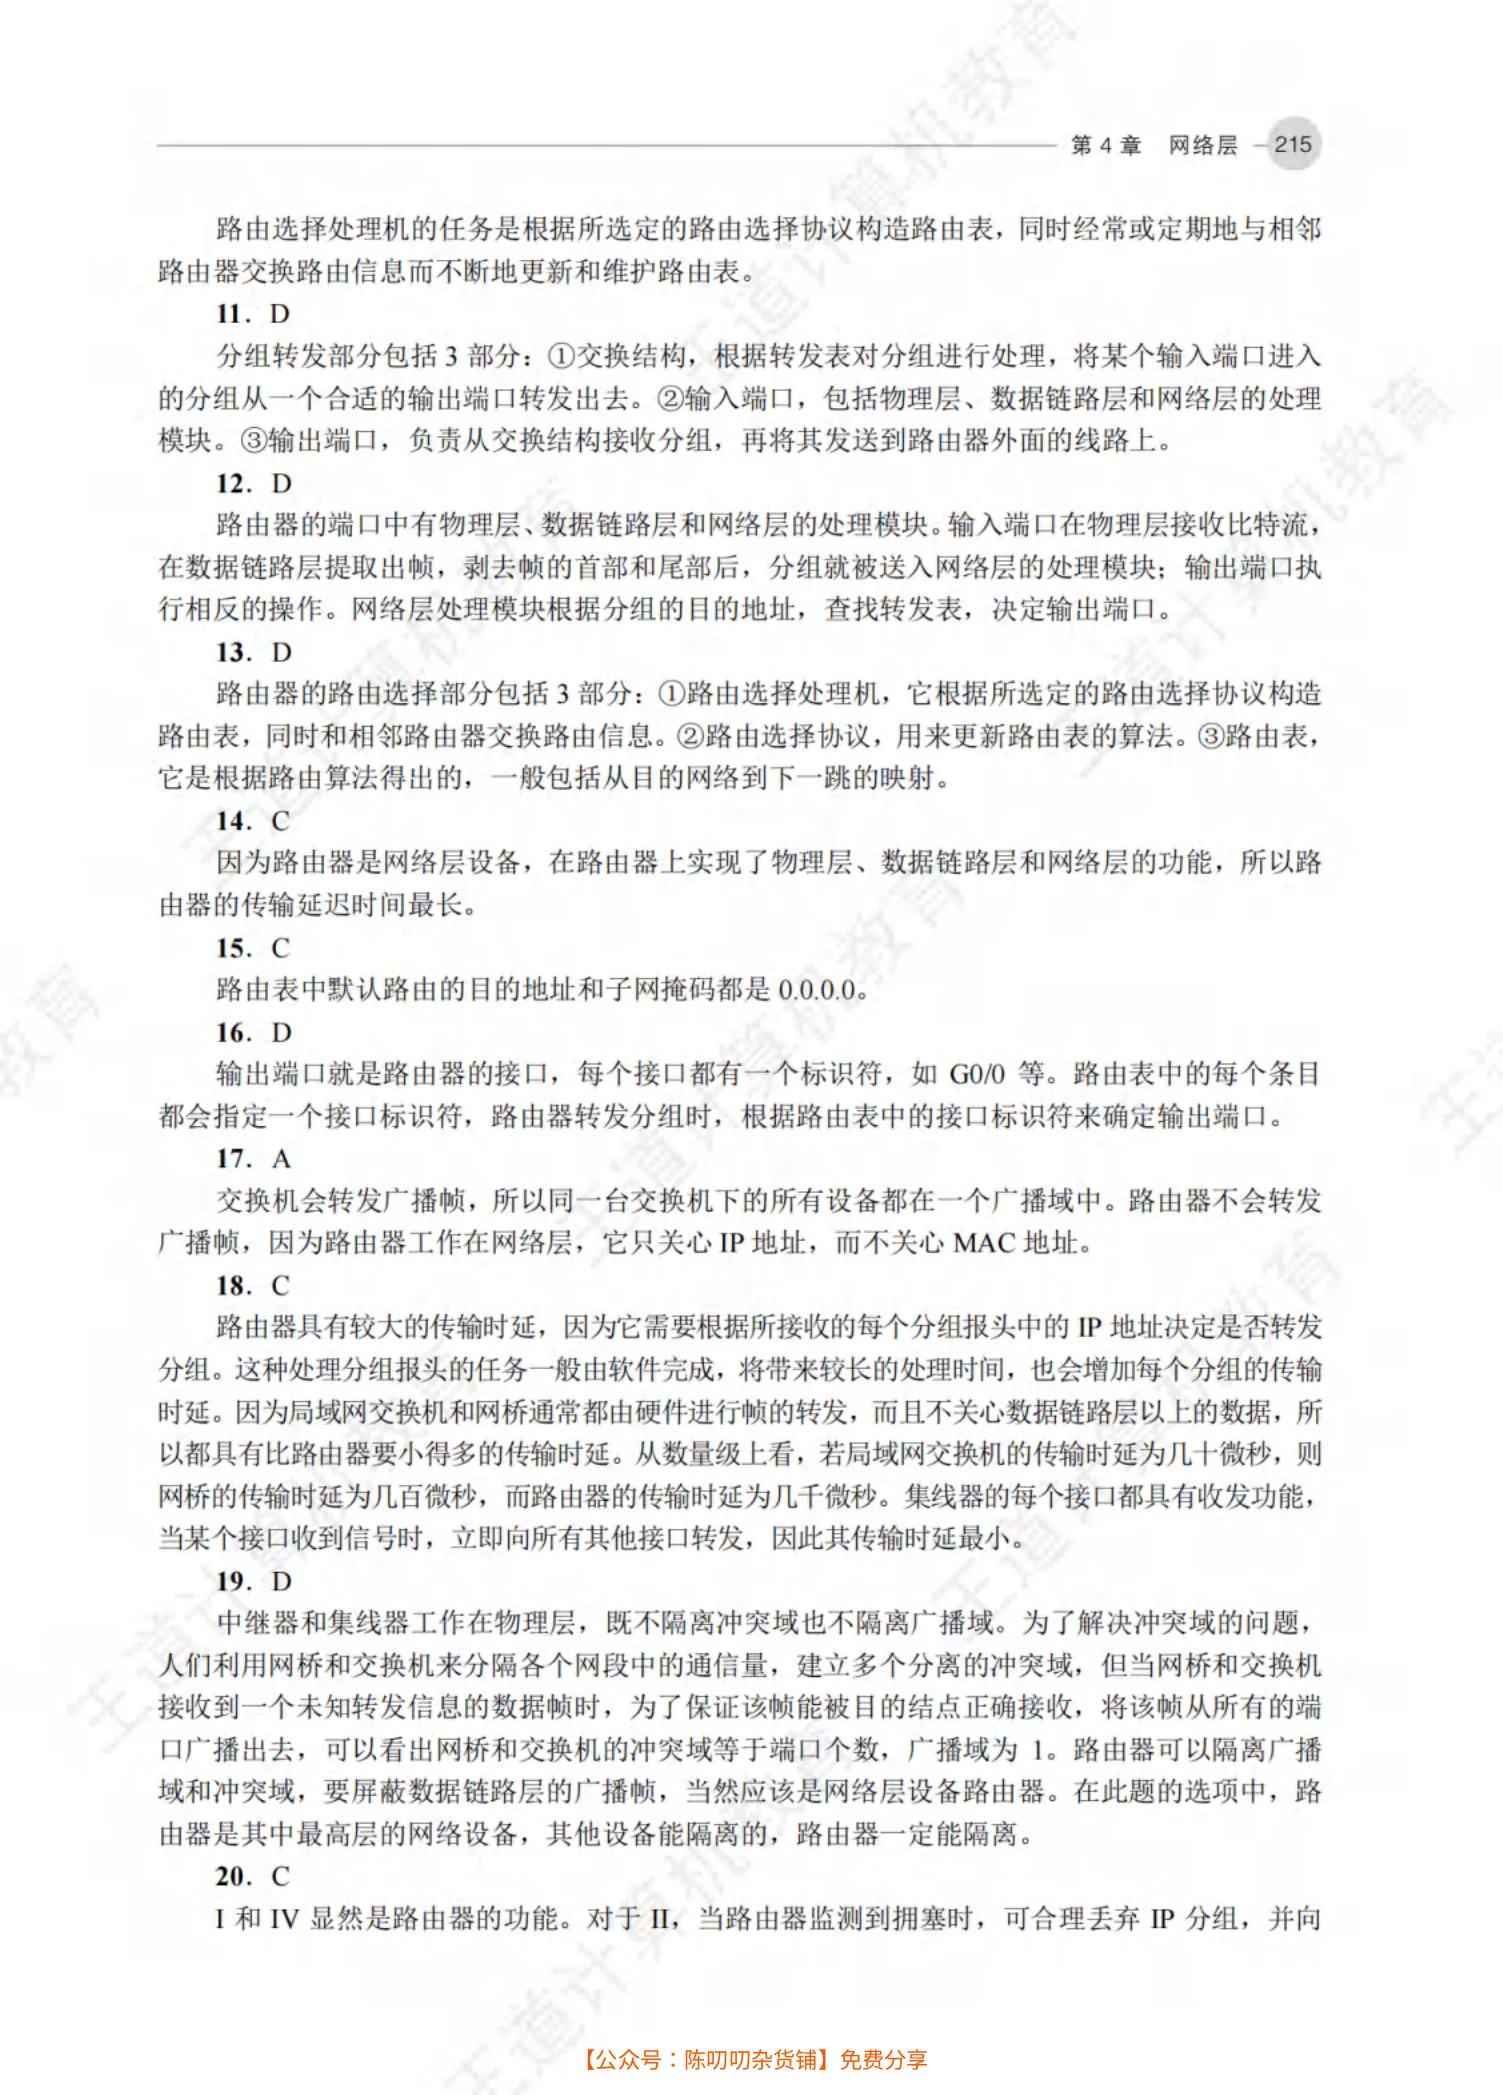 第 4 章 网络层 215
路由选择处理机的任务是根据所选定的路由选择协议构造路由表，同时经常或定期地与相邻
路由器交换路由信息而不断地更新和维护路由表。
11．D
分组转发部分包括 3 部分：①交换结构，根据转发表对分组进行处理，将某个输入端口进入
的分组从一个合适的输出端口转发出去。②输入端口，包括物理层、数据链路层和网络层的处理
模块。③输出端口，负责从交换结构接收分组，再将其发送到路由器外面的线路上。
12．D
路由器的端口中有物理层、数据链路层和网络层的处理模块。输入端口在物理层接收比特流，
在数据链路层提取出帧，剥去帧的首部和尾部后，分组就被送入网络层的处理模块；输出端口执
行相反的操作。网络层处理模块根据分组的目的地址，查找转发表，决定输出端口。
13．D
路由器的路由选择部分包括 3 部分：①路由选择处理机，它根据所选定的路由选择协议构造
路由表，同时和相邻路由器交换路由信息。②路由选择协议，用来更新路由表的算法。③路由表，
它是根据路由算法得出的，一般包括从目的网络到下一跳的映射。
14．C
因为路由器是网络层设备，在路由器上实现了物理层、数据链路层和网络层的功能，所以路
由器的传输延迟时间最长。
15．C
路由表中默认路由的目的地址和子网掩码都是 0.0.0.0。
16．D
输出端口就是路由器的接口，每个接口都有一个标识符，如 G0/0 等。路由表中的每个条目
都会指定一个接口标识符，路由器转发分组时，根据路由表中的接口标识符来确定输出端口。
17．A
交换机会转发广播帧，所以同一台交换机下的所有设备都在一个广播域中。路由器不会转发
广播帧，因为路由器工作在网络层，它只关心 IP 地址，而不关心 MAC 地址。
18．C
路由器具有较大的传输时延，因为它需要根据所接收的每个分组报头中的 IP 地址决定是否转发
分组。这种处理分组报头的任务一般由软件完成，将带来较长的处理时间，也会增加每个分组的传输
时延。因为局域网交换机和网桥通常都由硬件进行帧的转发，而且不关心数据链路层以上的数据，所
以都具有比路由器要小得多的传输时延。从数量级上看，若局域网交换机的传输时延为几十微秒，则
网桥的传输时延为几百微秒，而路由器的传输时延为几千微秒。集线器的每个接口都具有收发功能，
当某个接口收到信号时，立即向所有其他接口转发，因此其传输时延最小。
19．D
中继器和集线器工作在物理层，既不隔离冲突域也不隔离广播域。为了解决冲突域的问题，
人们利用网桥和交换机来分隔各个网段中的通信量，建立多个分离的冲突域，但当网桥和交换机
接收到一个未知转发信息的数据帧时，为了保证该帧能被目的结点正确接收，将该帧从所有的端
口广播出去，可以看出网桥和交换机的冲突域等于端口个数，广播域为 1。路由器可以隔离广播
域和冲突域，要屏蔽数据链路层的广播帧，当然应该是网络层设备路由器。在此题的选项中，路
由器是其中最高层的网络设备，其他设备能隔离的，路由器一定能隔离。
20．C
I 和 IV 显然是路由器的功能。对于 II，当路由器监测到拥塞时，可合理丢弃 IP 分组，并向
【公众号：陈叨叨杂货铺】免费分享
王道计算机教育
王道计算机教育
王道计算机教育
王道计算机教育
王道计算机教育
王道计算机教育
王道计算机教育